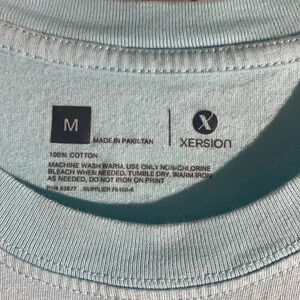 M
MADE IN PAKISTAN
XERSION
100% COTTON
MACHINE WASH WARM, USE ONLY NON-CHLORINE
BLEACH WHEN NEEDED, TUMBLE DRY, WARM IRON
AS NEEDED, DO NOT IRON ON PRINT
SUPPLIER